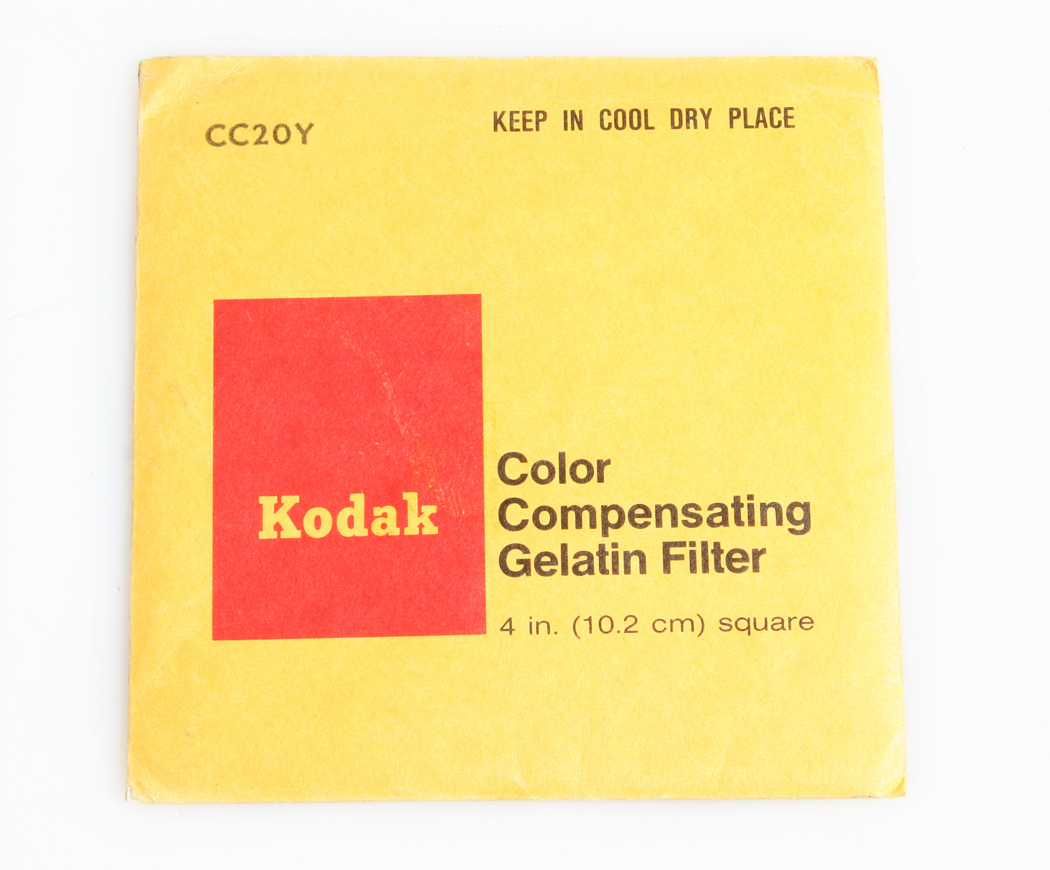 CC20Y
KEEP IN COOL DRY PLACE
Kodak
Color
Compensating
Gelatin Filter
4 in. (10.2 cm) square